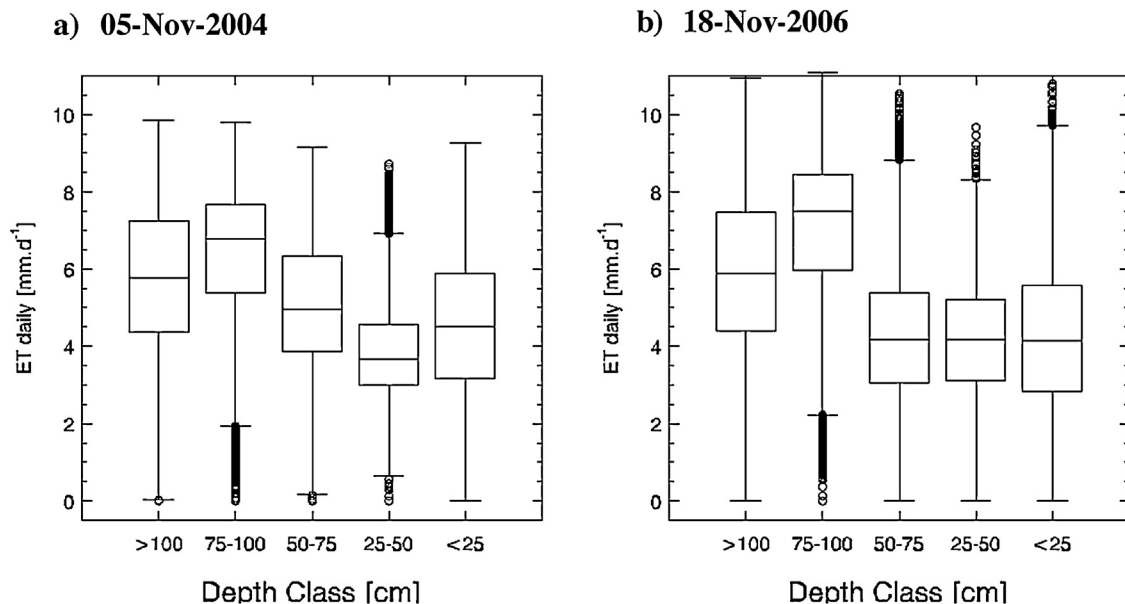 a) 05-Nov-2004
ET daily [mm.d⁻¹]
10
8
6
4
2
0
>100 75-100 50-75 25-50 <25
Depth Class [cm]
b) 18-Nov-2006
ET daily [mm.d⁻¹]
10
8
6
4
2
0
>100 75-100 50-75 25-50 <25
Depth Class [cm]